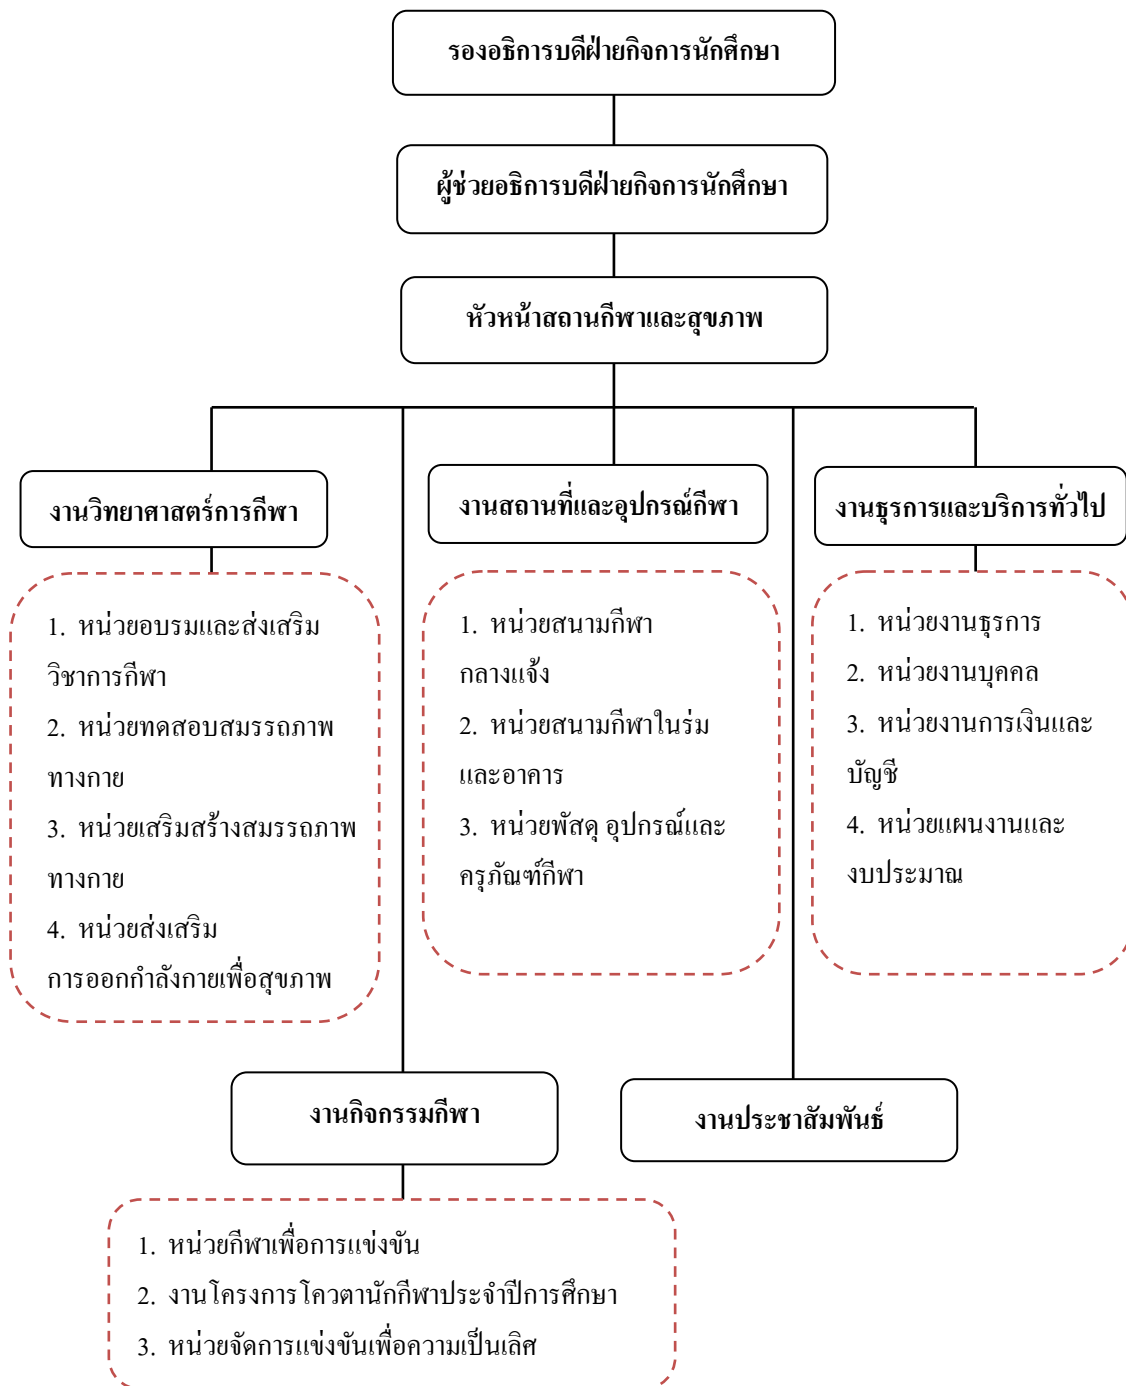 รองอธิการบดีฝ่ายกิจการนักศึกษา
ผู้ช่วยอธิการบดีฝ่ายกิจการนักศึกษา
หัวหน้าสถานกีฬาและสุขภาพ
งานวิทยาศาสตร์การกีฬา
1. หน่วยอบรมและส่งเสริม
วิชาการกีฬา
2. หน่วยทดสอบสมรรถภาพ
ทางกาย
3. หน่วยเสริมสร้างสมรรถภาพ
ทางกาย
4. หน่วยส่งเสริม
การออกกำลังกายเพื่อสุขภาพ
งานสถานที่และอุปกรณ์กีฬา
1. หน่วยสนามกีฬา
กลางแจ้ง
2. หน่วยสนามกีฬาในร่ม
และอาคาร
3. หน่วยพัสดุ อุปกรณ์และ
ครุภัณฑ์กีฬา
งานธุรการและบริการทั่วไป
1. หน่วยงานธุรการ
2. หน่วยงานบุคคล
3. หน่วยงานการเงินและ
บัญชี
4. หน่วยแผนงานและ
งบประมาณ
งานกิจกรรมกีฬา
1. หน่วยกีฬาเพื่อการแข่งขัน
2. งานโครงการโควตานักกีฬาประจำปีการศึกษา
3. หน่วยจัดการแข่งขันเพื่อความเป็นเลิศ
งานประชาสัมพันธ์